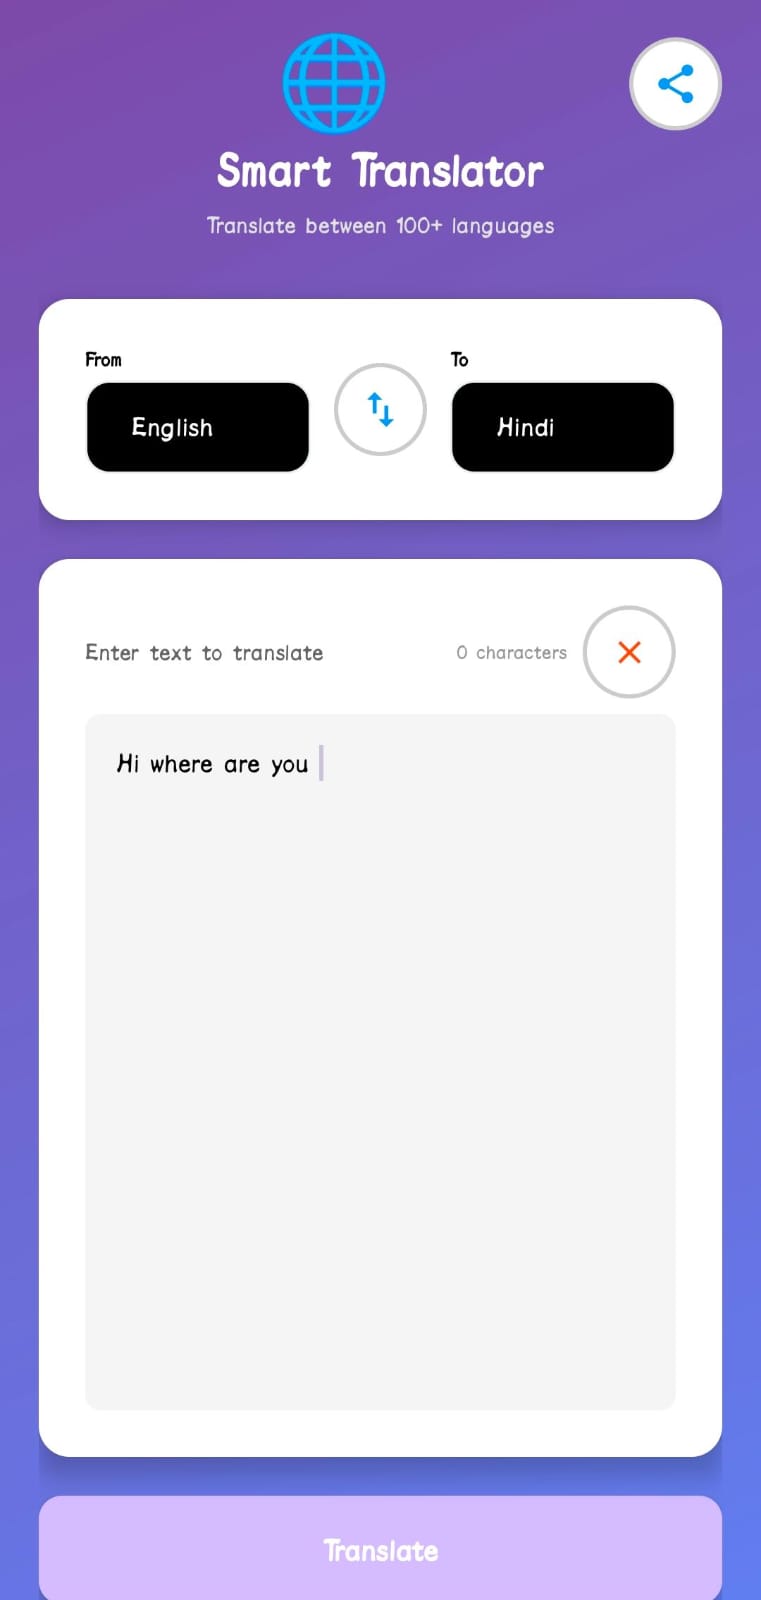 Smart Translator
Translate between 100+ languages
From
To
English
Hindi
Enter text to translate
0 characters
Hi where are you
Translate